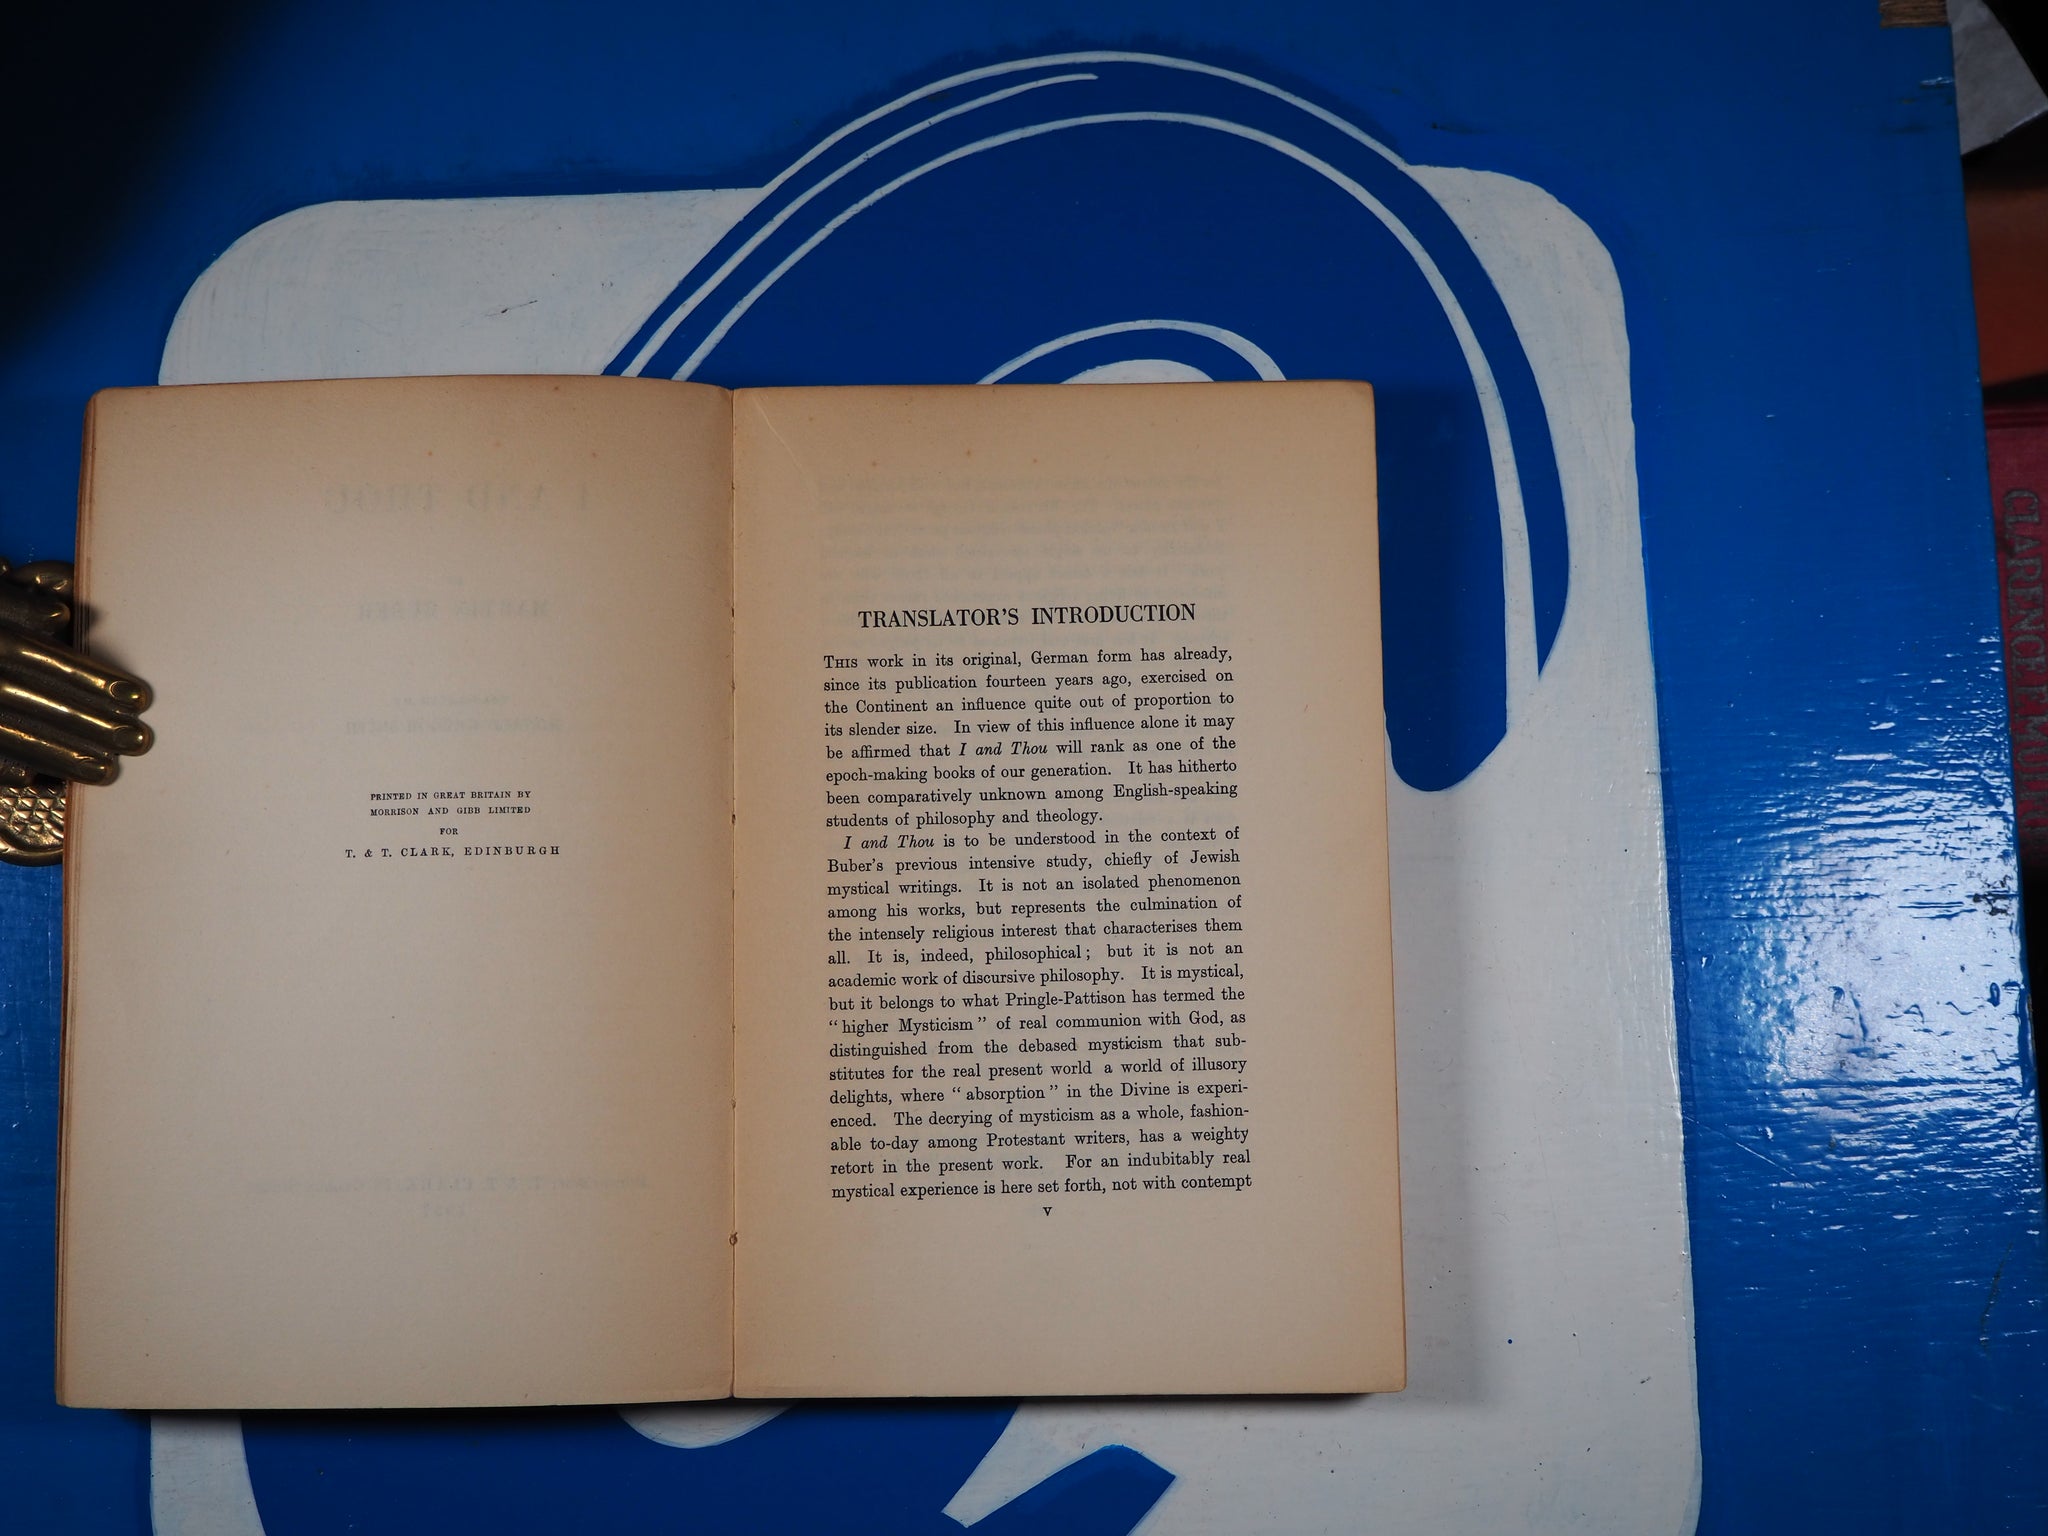 PRINTED IN GREAT BRITAIN BY
MORRISON AND GIBB LIMITED
FOR
T. & T. CLARK, EDINBURGH
TRANSLATOR'S INTRODUCTION
THIS work in its original, German form has already,
since its publication fourteen years ago, exercised on
the Continent an influence quite out of proportion to
its slender size. In view of this influence alone it may
be affirmed that I and Thou will rank as one of the
epoch-making books of our generation. It has hitherto
been comparatively unknown among English-speaking
students of philosophy and theology.
I and Thou is to be understood in the context of
Buber's previous intensive study, chiefly of Jewish
mystical writings. It is not an isolated phenomenon
among his works, but represents the culmination of
the intensely religious interest that characterises them
all. It is, indeed, philosophical; but it is not an
academic work of discursive philosophy. It is mystical,
but it belongs to what Pringle-Pattison has termed the
"higher Mysticism" of real communion with God, as
distinguished from the debased mysticism that sub-
stitutes for the real present world a world of illusory
delights, where "absorption" in the Divine is experi-
enced. The decrying of mysticism as a whole, fashion-
able to-day among Protestant writers, has a weighty
retort in the present work. For an indubitably real
mystical experience is here set forth, not with contempt
v
CLARENCE MUIR